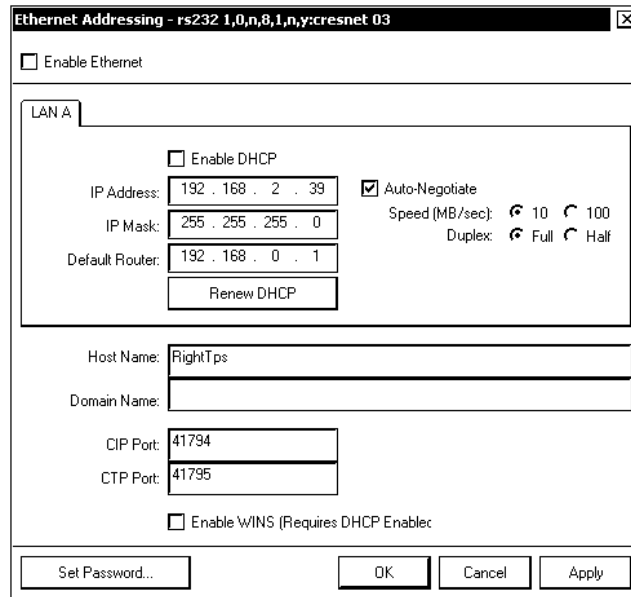 Ethernet Addressing - rs232 1,0,n,8,1,n,y:cresnet 03
Enable Ethernet
LAN A
Enable DHCP
IP Address: 192 . 168 . 2 . 39
Auto-Negotiate
IP Mask: 255 . 255 . 255 . 0
Speed (MB/sec): 10 100
Duplex: Full Half
Default Router: 192 . 168 . 0 . 1
Renew DHCP
Host Name: RightTps
Domain Name:
CIP Port: 41794
CTP Port: 41795
Enable WINS (Requires DHCP Enablec
Set Password... OK Cancel Apply